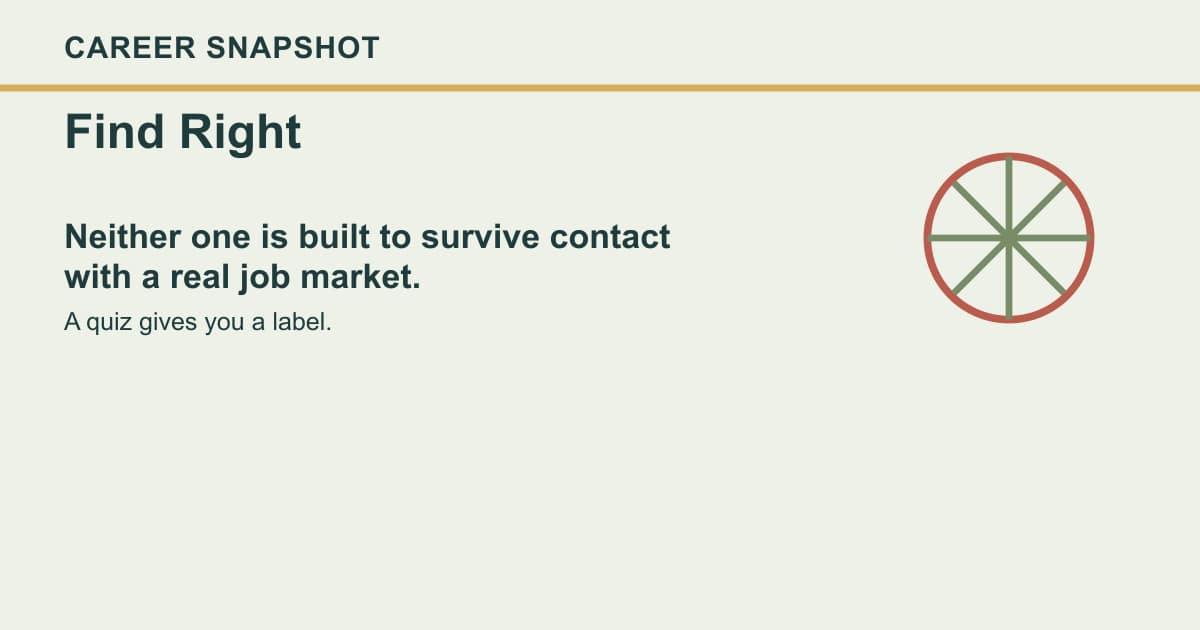 CAREER SNAPSHOT
Find Right
Neither one is built to survive contact
with a real job market.
A quiz gives you a label.